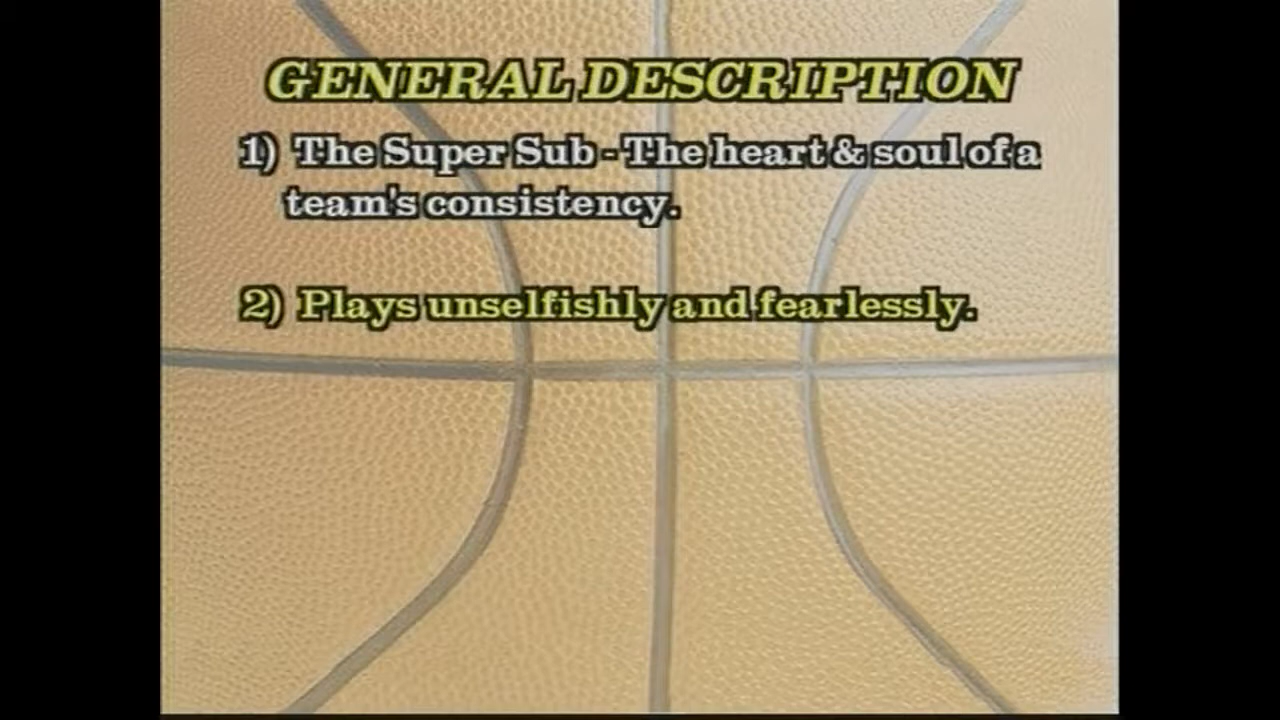 GENERAL DESCRIPTION
1) The Super Sub - The heart & soul of a
team's consistency.
2) Plays unselfishly and fearlessly.